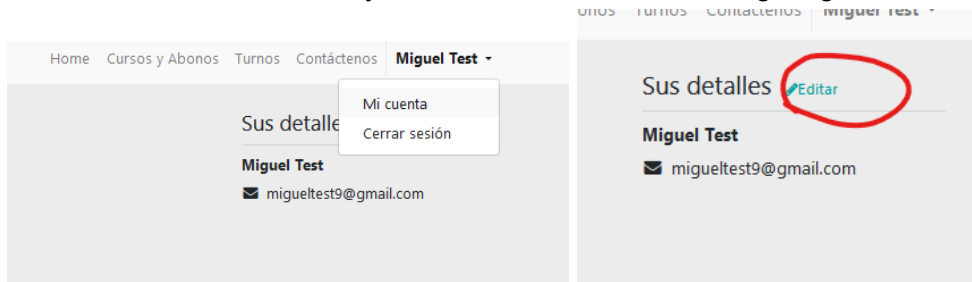 Home Cursos y Abonos Turnos Contáctenos Miguel Test
Mi cuenta
Cerrar sesión
Sus detalle
Miguel Test
migueltest9@gmail.com
Turnos Contáctenos Miguel Test
Sus detalles Editar
Miguel Test
migueltest9@gmail.com